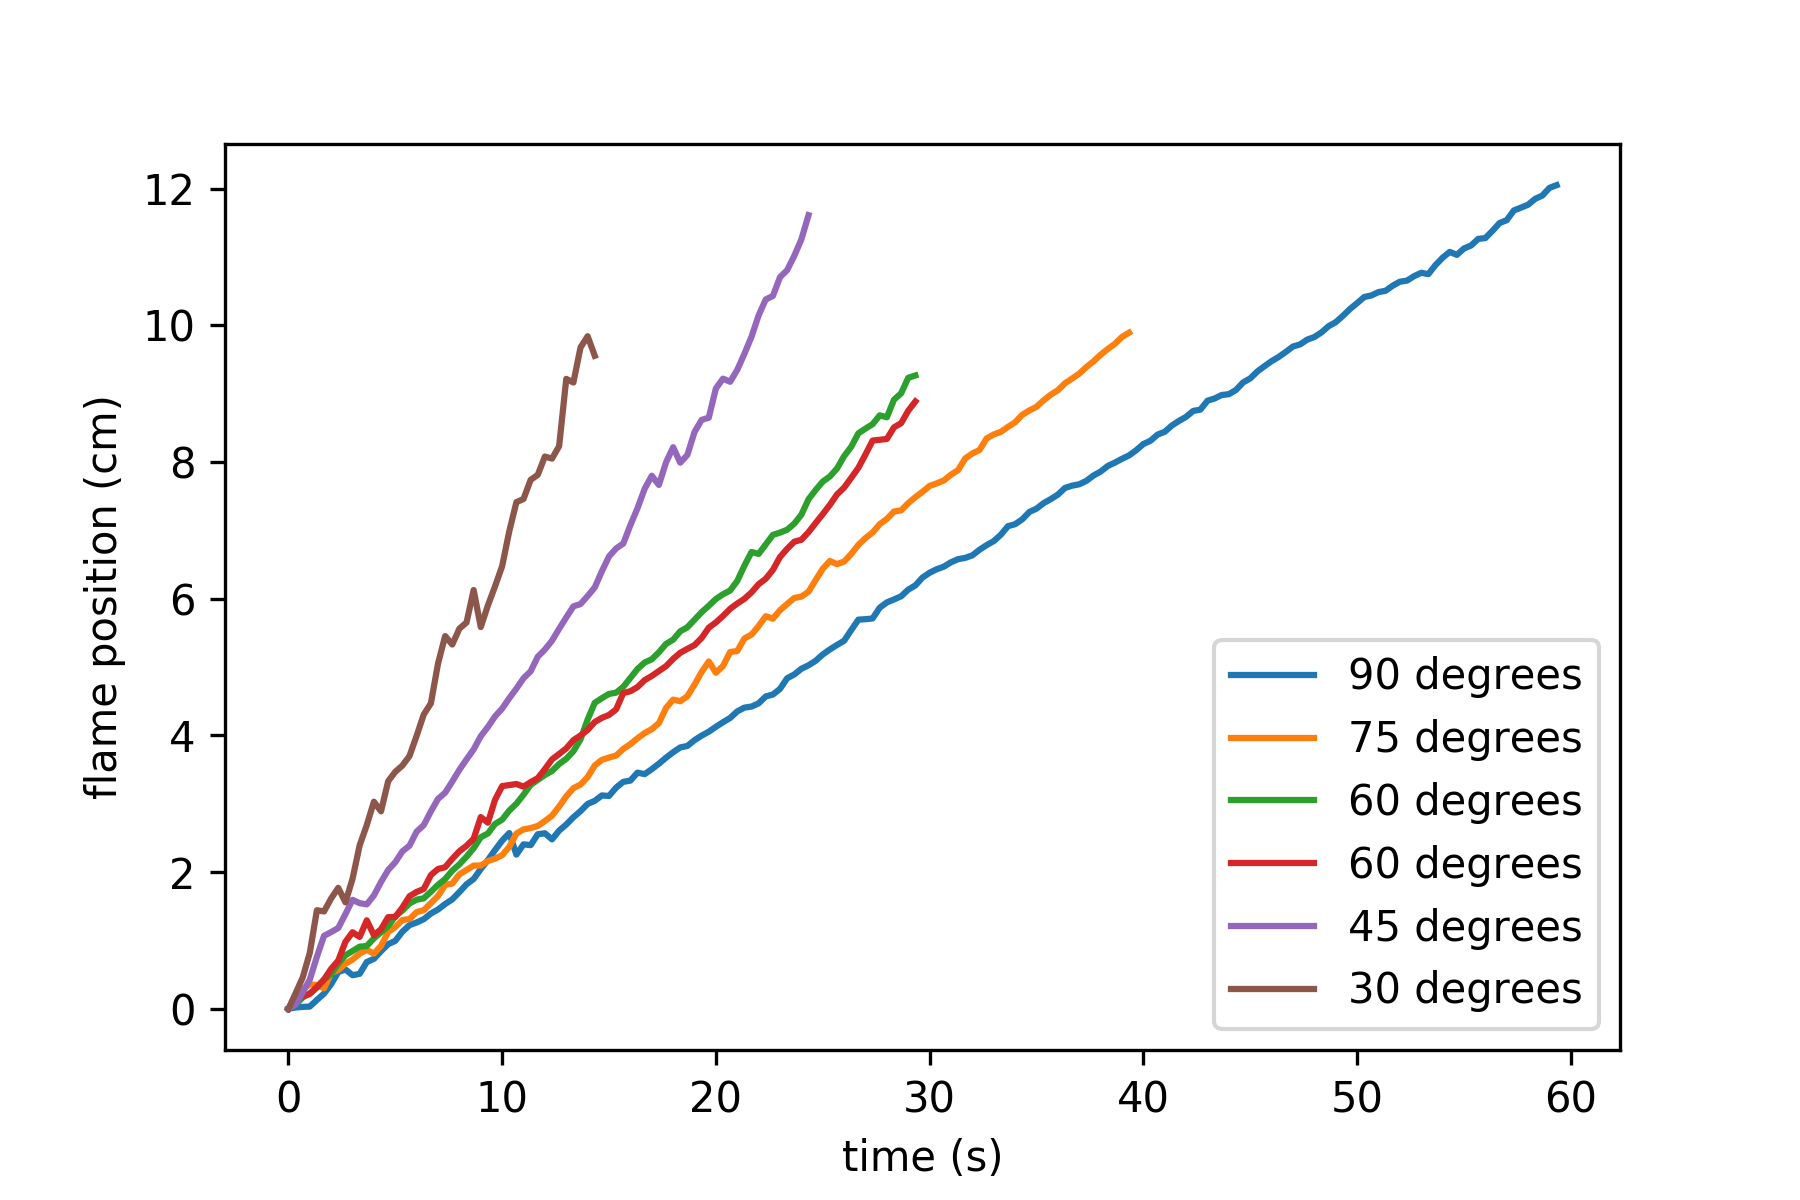 12
10
8
6
4
2
0
flame position (cm)
0 10 20 30 40 50 60
time (s)
90 degrees
75 degrees
60 degrees
60 degrees
45 degrees
30 degrees